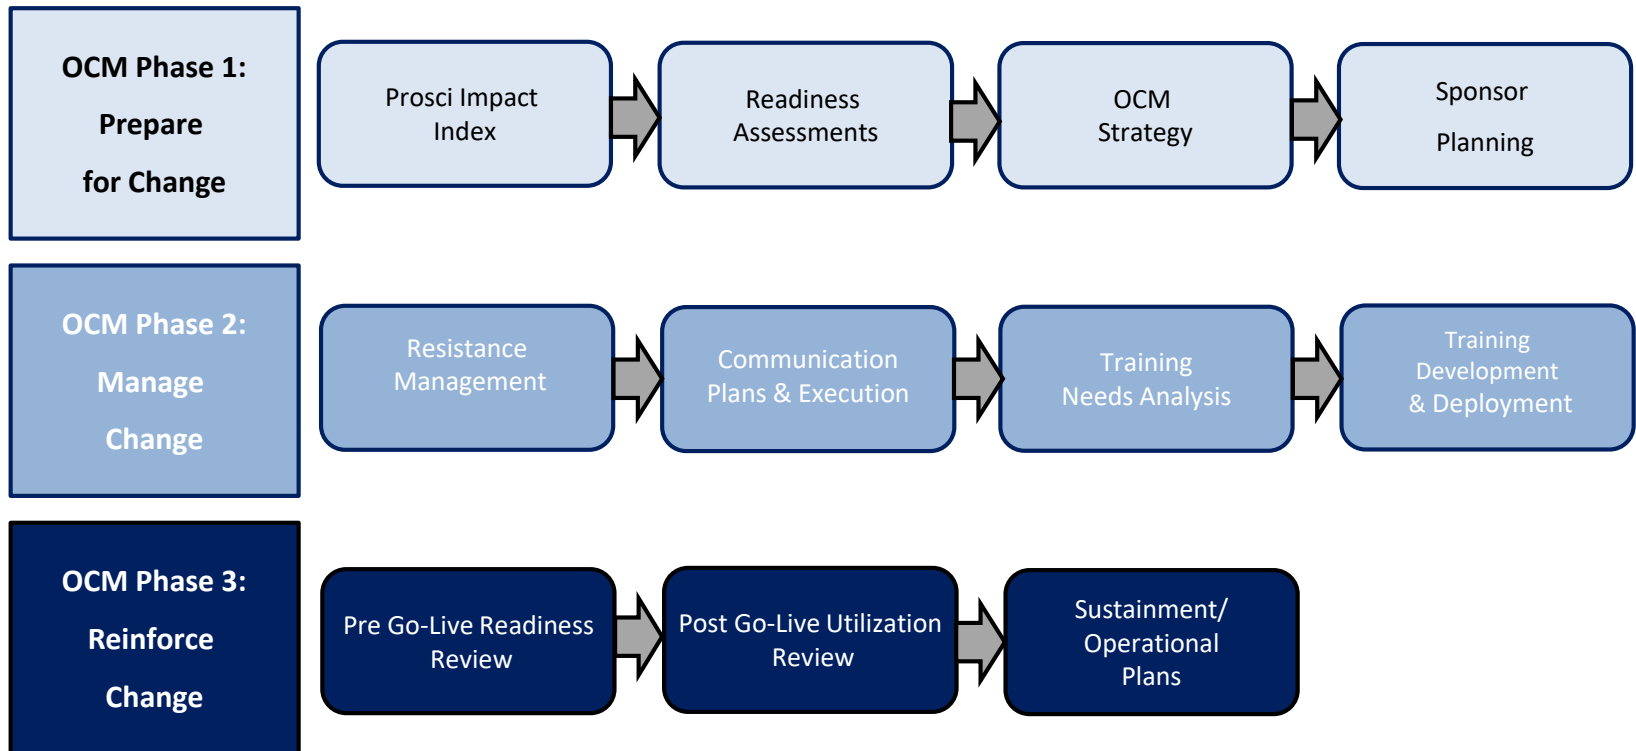 OCM Phase 1:
Prepare
for Change
Prosci Impact
Index
Readiness
Assessments
OCM
Strategy
Sponsor
Planning
OCM Phase 2:
Manage
Change
Resistance
Management
Communication
Plans & Execution
Training
Needs Analysis
Training
Development
& Deployment
OCM Phase 3:
Reinforce
Change
Pre Go-Live Readiness
Review
Post Go-Live Utilization
Review
Sustainment/
Operational
Plans